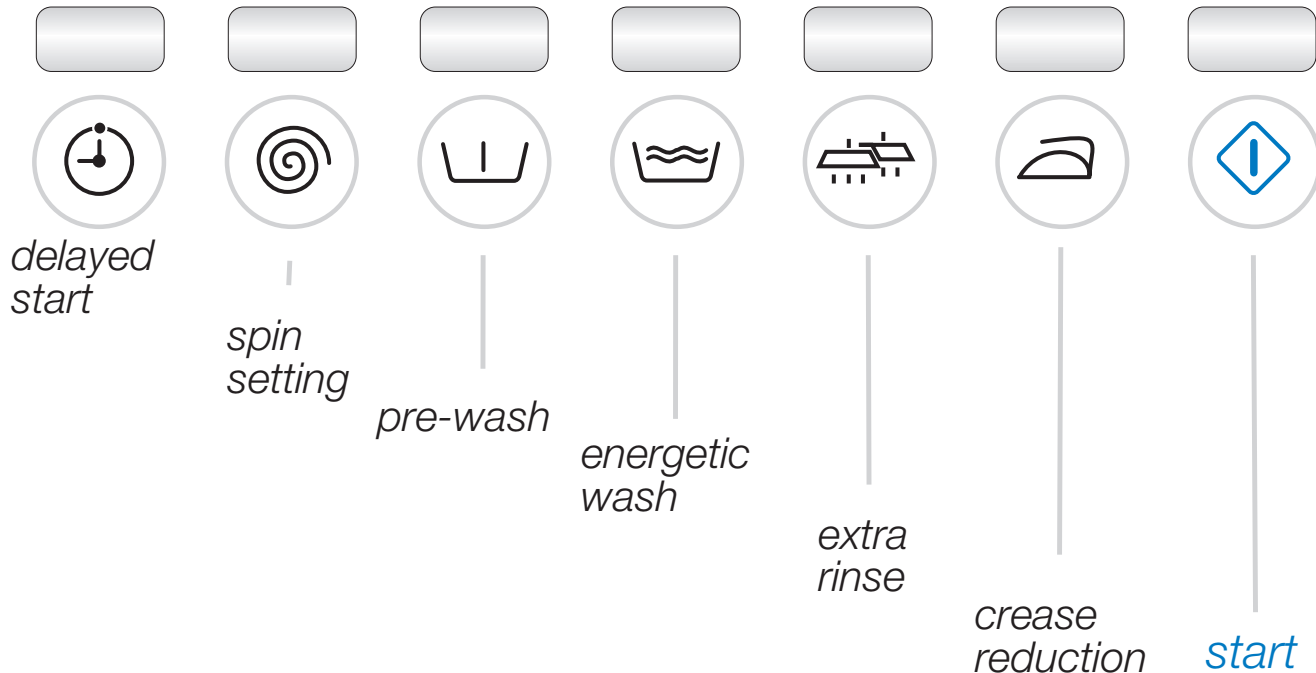 delayed
start
spin
setting
pre-wash
energetic
wash
extra
rinse
crease
reduction
start